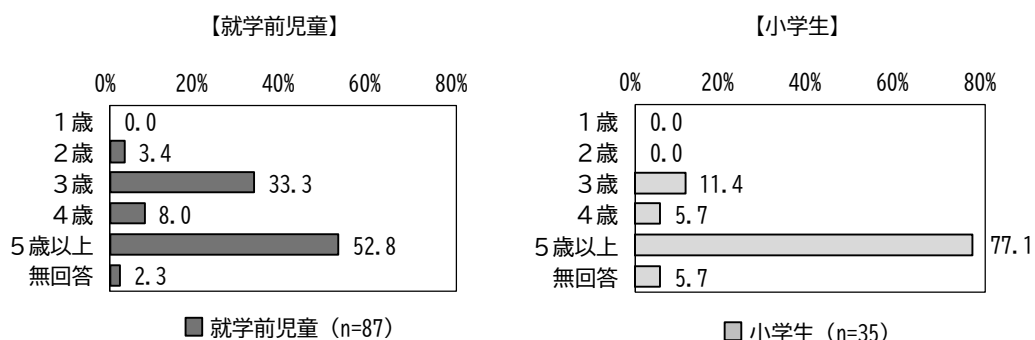 【就学前児童】
0% 20% 40% 60% 80%
1歳 0.0
2歳 3.4
3歳 33.3
4歳 8.0
5歳以上 52.8
無回答 2.3
就学前児童（n=87）
【小学生】
0% 20% 40% 60% 80%
1歳 0.0
2歳 0.0
3歳 11.4
4歳 5.7
5歳以上 77.1
無回答 5.7
小学生（n=35）